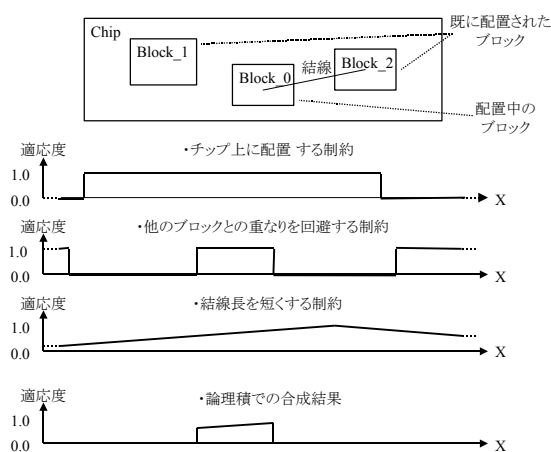 Chip
Block_1
Block_0
結線
Block_2
既に配置された
ブロック
配置中の
ブロック
適応度
・チップ上に配置 する制約
1.0
0.0
X
適応度
・他のブロックとの重なりを回避する制約
1.0
0.0
X
適応度
・結線長を短くする制約
1.0
0.0
X
適応度
・論理積での合成結果
1.0
0.0
X